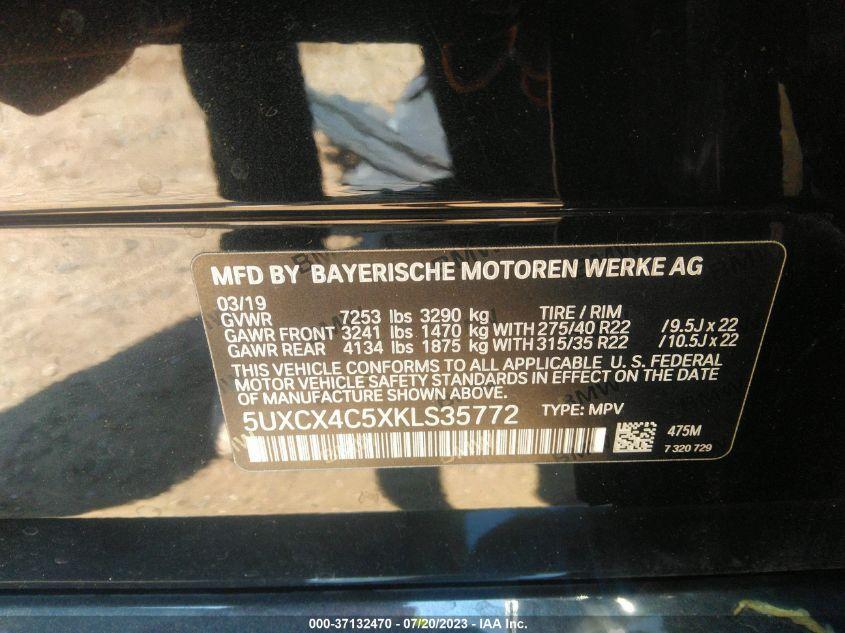 MFD BY BAYERISCHE MOTOREN WERKE AG
03/19
GVWR 7253 lbs 3290 kg TIRE / RIM
GAWR FRONT 3241 lbs 1470 kg WITH 275/40 R22 / 9.5J x 22
GAWR REAR 4134 lbs 1875 kg WITH 315/35 R22 / 10.5J x 22
THIS VEHICLE CONFORMS TO ALL APPLICABLE U. S. FEDERAL
MOTOR VEHICLE SAFETY STANDARDS IN EFFECT ON THE DATE
OF MANUFACTURE SHOWN ABOVE.
5UXCX4C5XKLS35772 TYPE: MPV
475M
7 320 729
000-37132470 - 07/20/2023 - IAA Inc.